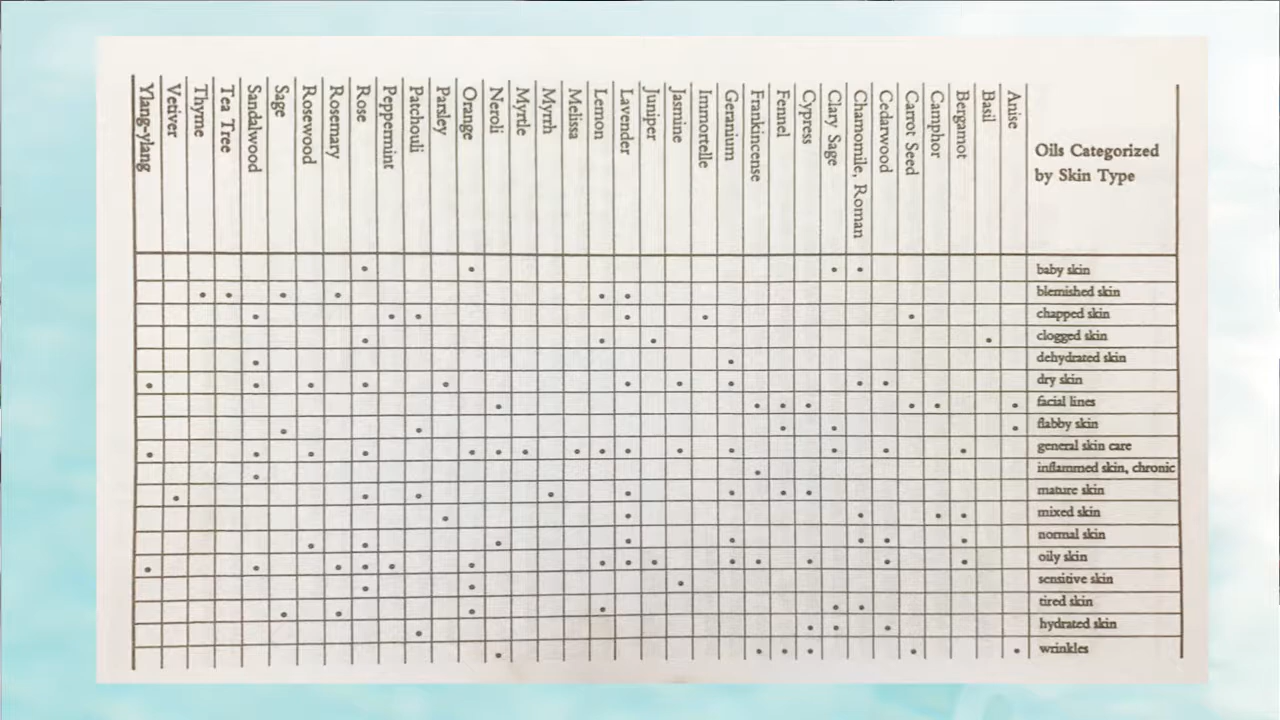 Oils Categorized
by Skin Type
Anise
Basil
Bergamot
Camphor
Carrot Seed
Cedarwood
Chamomile, Roman
Clary Sage
Cypress
Fennel
Frankincense
Geranium
Immortelle
Jasmine
Juniper
Lavender
Lemon
Melissa
Myrrh
Myrtle
Neroli
Orange
Parsley
Patchouli
Peppermint
Rose
Rosemary
Rosewood
Sage
Sandalwood
Tea Tree
Thyme
Vetiver
Ylang-ylang
baby skin
blemished skin
chapped skin
clogged skin
dehydrated skin
dry skin
facial lines
flabby skin
general skin care
inflammed skin, chronic
mature skin
mixed skin
normal skin
oily skin
sensitive skin
tired skin
hydrated skin
wrinkles